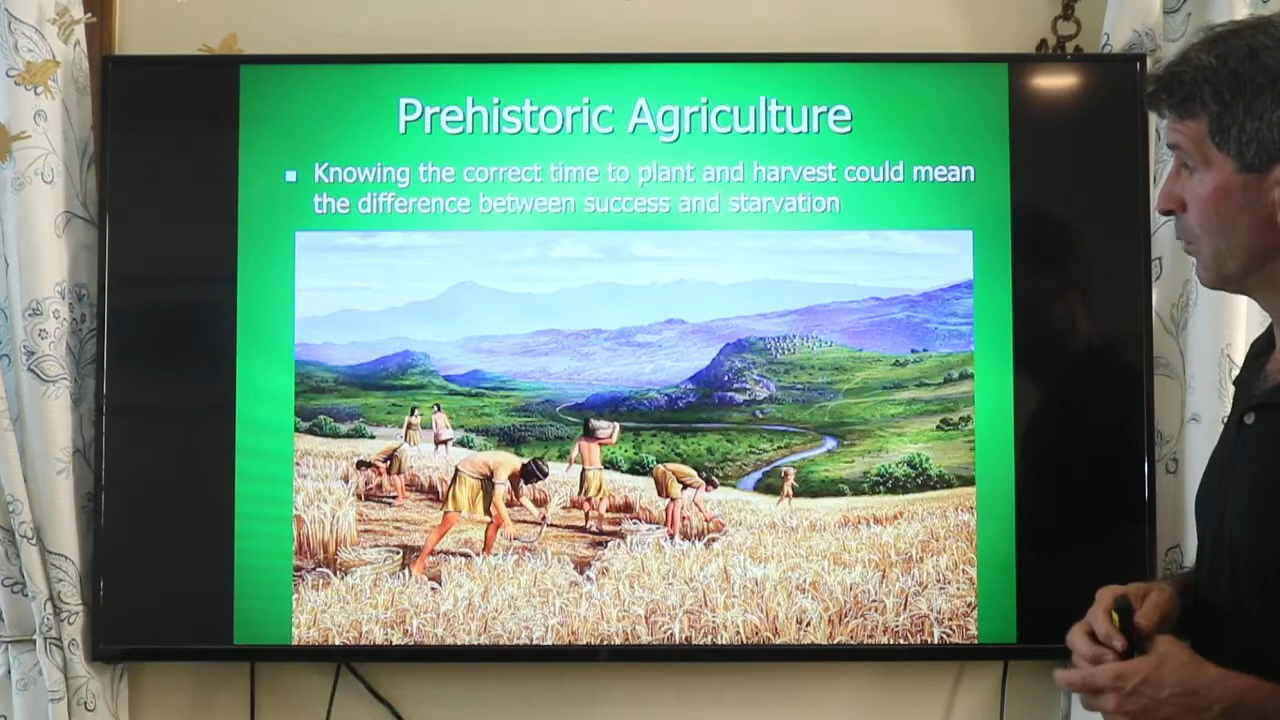 Prehistoric Agriculture
▪ Knowing the correct time to plant and harvest could mean
the difference between success and starvation